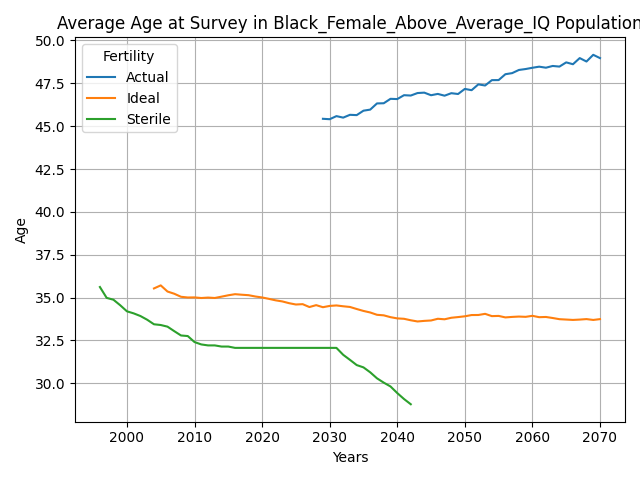 Average Age at Survey in Black_Female_Above_Average_IQ Population
Fertility
Actual
Ideal
Sterile
50.0
47.5
45.0
42.5
40.0
37.5
35.0
32.5
30.0
Age
2000 2010 2020 2030 2040 2050 2060 2070
Years